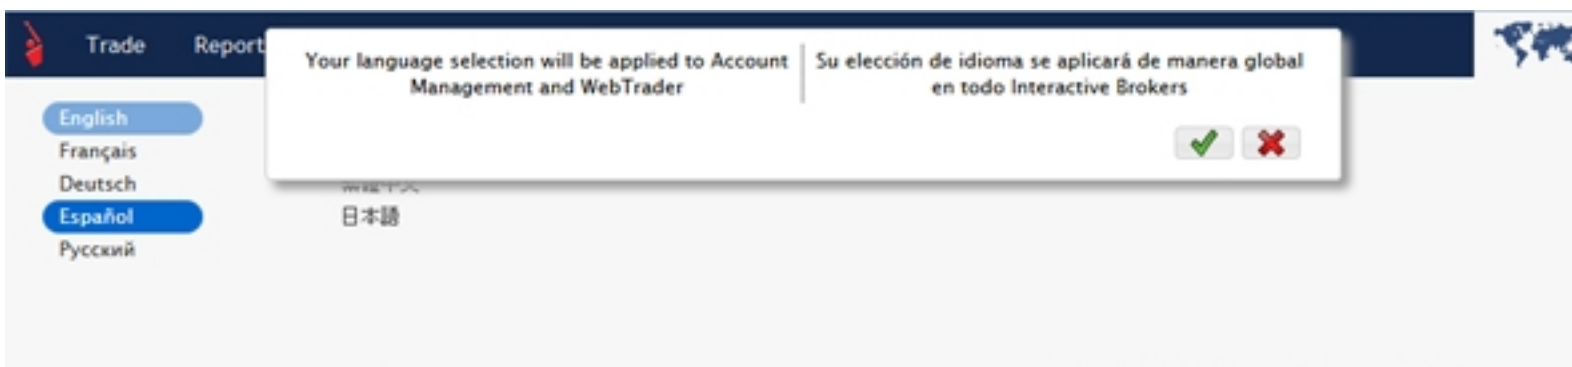 Trade Report
Your language selection will be applied to Account
Management and WebTrader
Su elección de idioma se aplicará de manera global
en todo Interactive Brokers
English
Français
Deutsch
Español
Русский
日本語